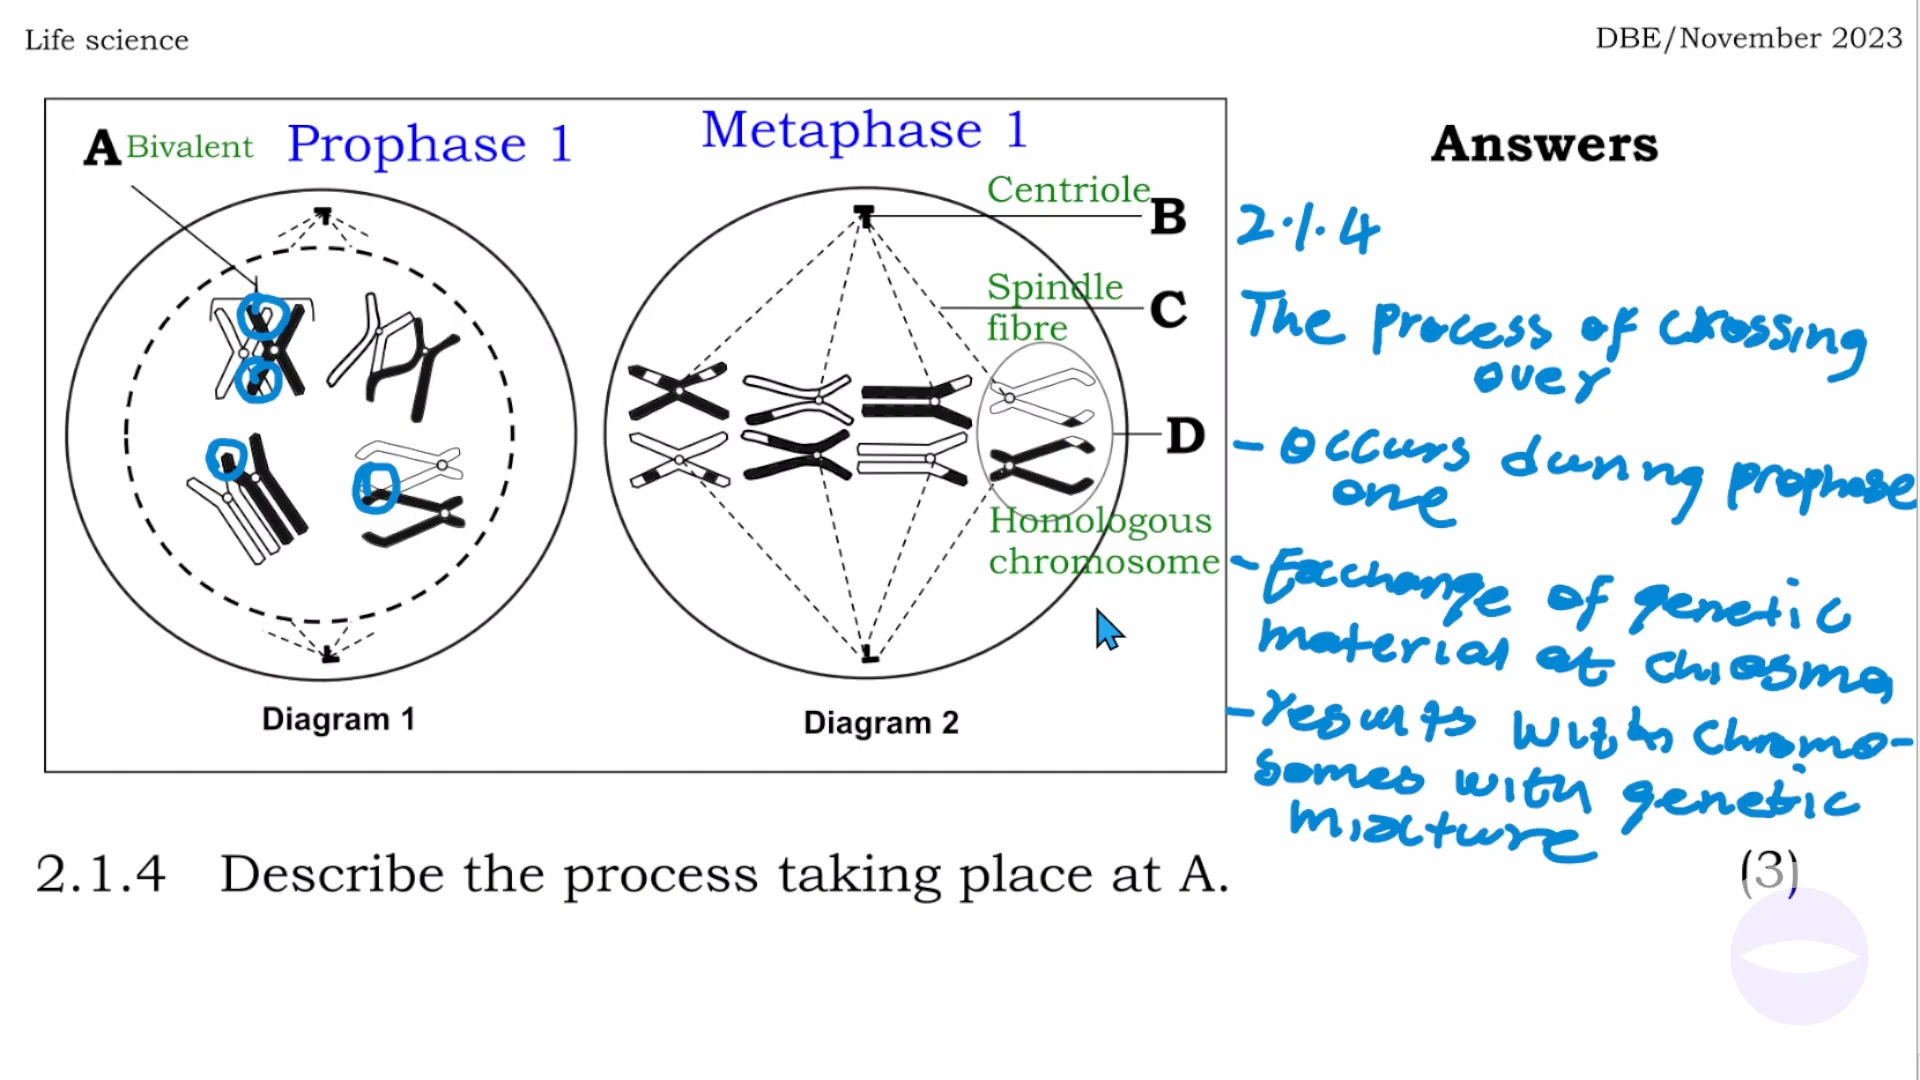 Life science
DBE/November 2023
A Bivalent
Prophase 1
Metaphase 1
Centriole
B
Spindle
fibre
C
D
Homologous
chromosome
Diagram 1
Diagram 2
Answers
2.1.4
The process of crossing
over
- Occurs during prophase
one
- Exchange of genetic
material at chiasma
- results with chromo-
somes with genetic
mixture
2.1.4 Describe the process taking place at A.
(3)